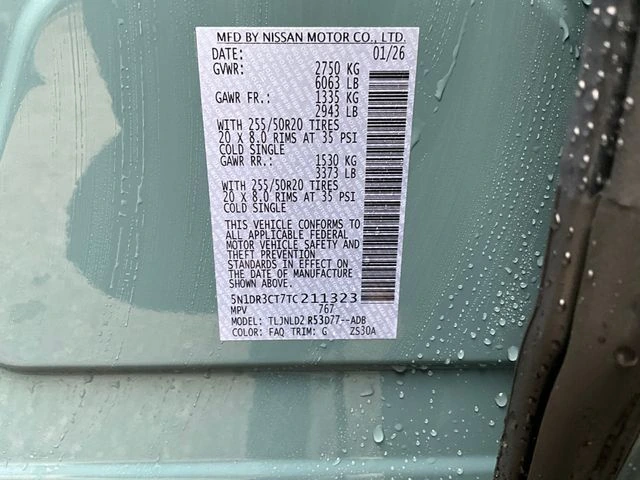 MFD BY NISSAN MOTOR CO., LTD.
DATE: 01/26
GVWR: 2750 KG
6063 LB
GAWR FR.: 1335 KG
2943 LB
WITH 255/50R20 TIRES
20 X 8.0 RIMS AT 35 PSI
COLD SINGLE
GAWR RR.: 1530 KG
3373 LB
WITH 255/50R20 TIRES
20 X 8.0 RIMS AT 35 PSI
COLD SINGLE
THIS VEHICLE CONFORMS TO
ALL APPLICABLE FEDERAL
MOTOR VEHICLE SAFETY AND
THEFT PREVENTION
STANDARDS IN EFFECT ON
THE DATE OF MANUFACTURE
5N1DR3CT7TC211323
MPV 767
MODEL: TLJNLD2 R53D77--ADB
COLOR: FAQ TRIM: G ZS30A